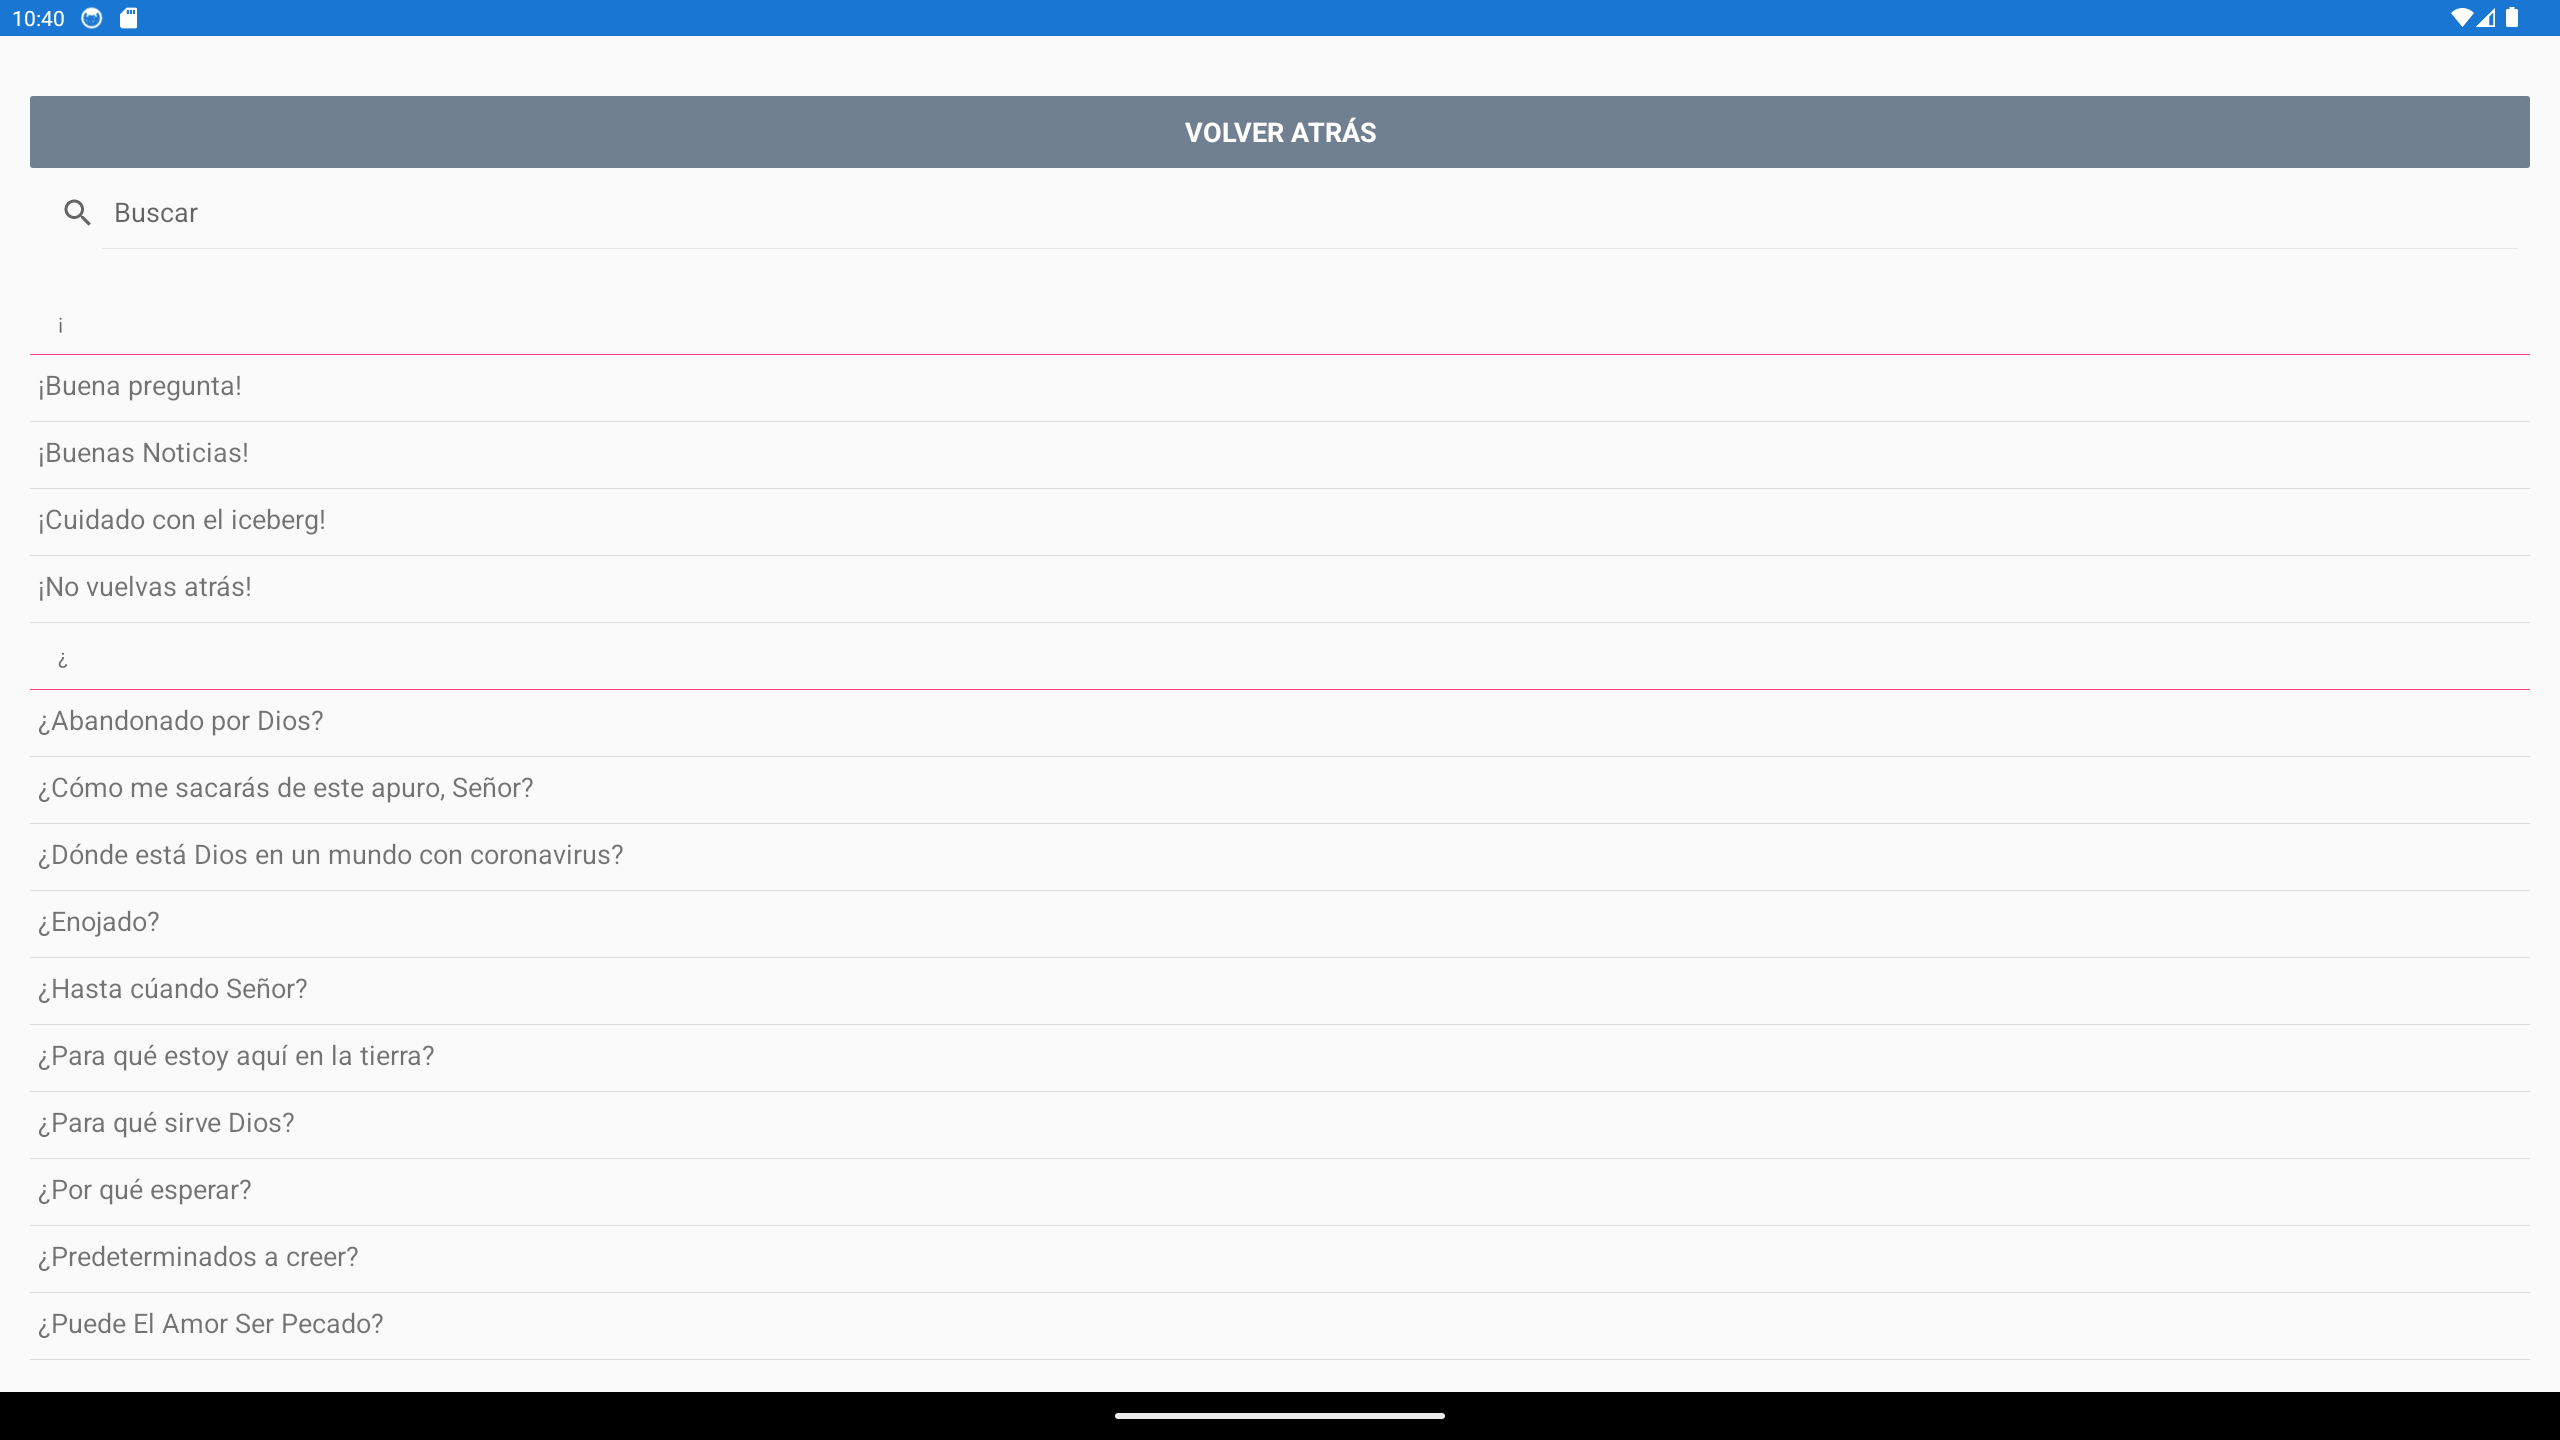 10:40
VOLVER ATRÁS
Buscar
¡
¡Buena pregunta!
¡Buenas Noticias!
¡Cuidado con el iceberg!
¡No vuelvas atrás!
¿
¿Abandonado por Dios?
¿Cómo me sacarás de este apuro, Señor?
¿Dónde está Dios en un mundo con coronavirus?
¿Enojado?
¿Hasta cúando Señor?
¿Para qué estoy aquí en la tierra?
¿Para qué sirve Dios?
¿Por qué esperar?
¿Predeterminados a creer?
¿Puede El Amor Ser Pecado?